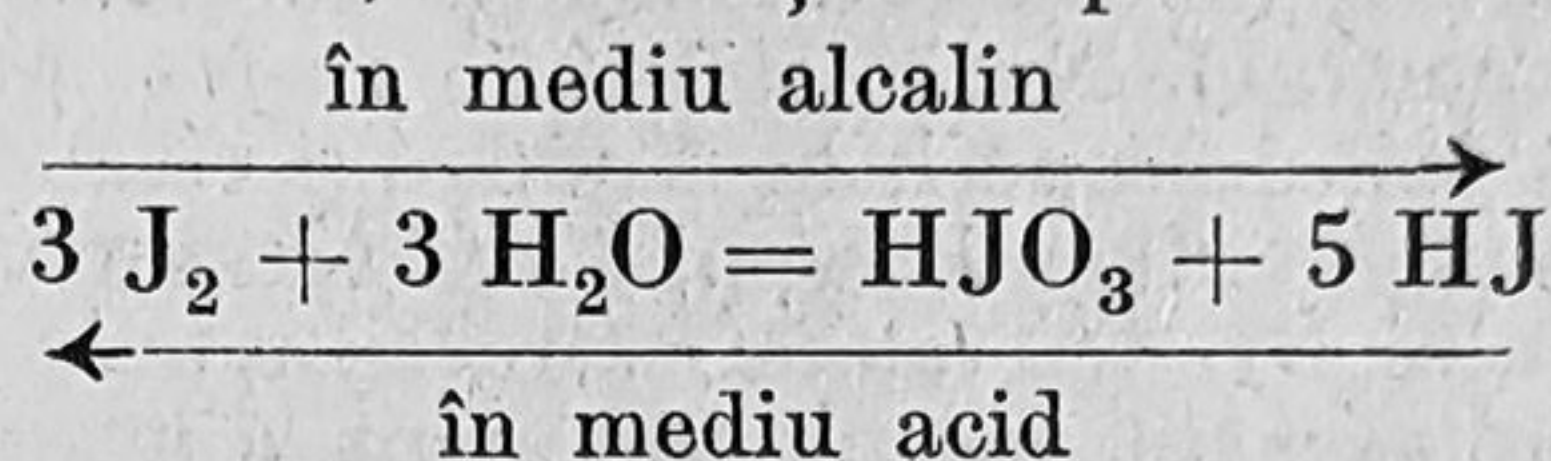 în mediu alcalin
3 J₂ + 3 H₂O = HJO₃ + 5 HJ
în mediu acid